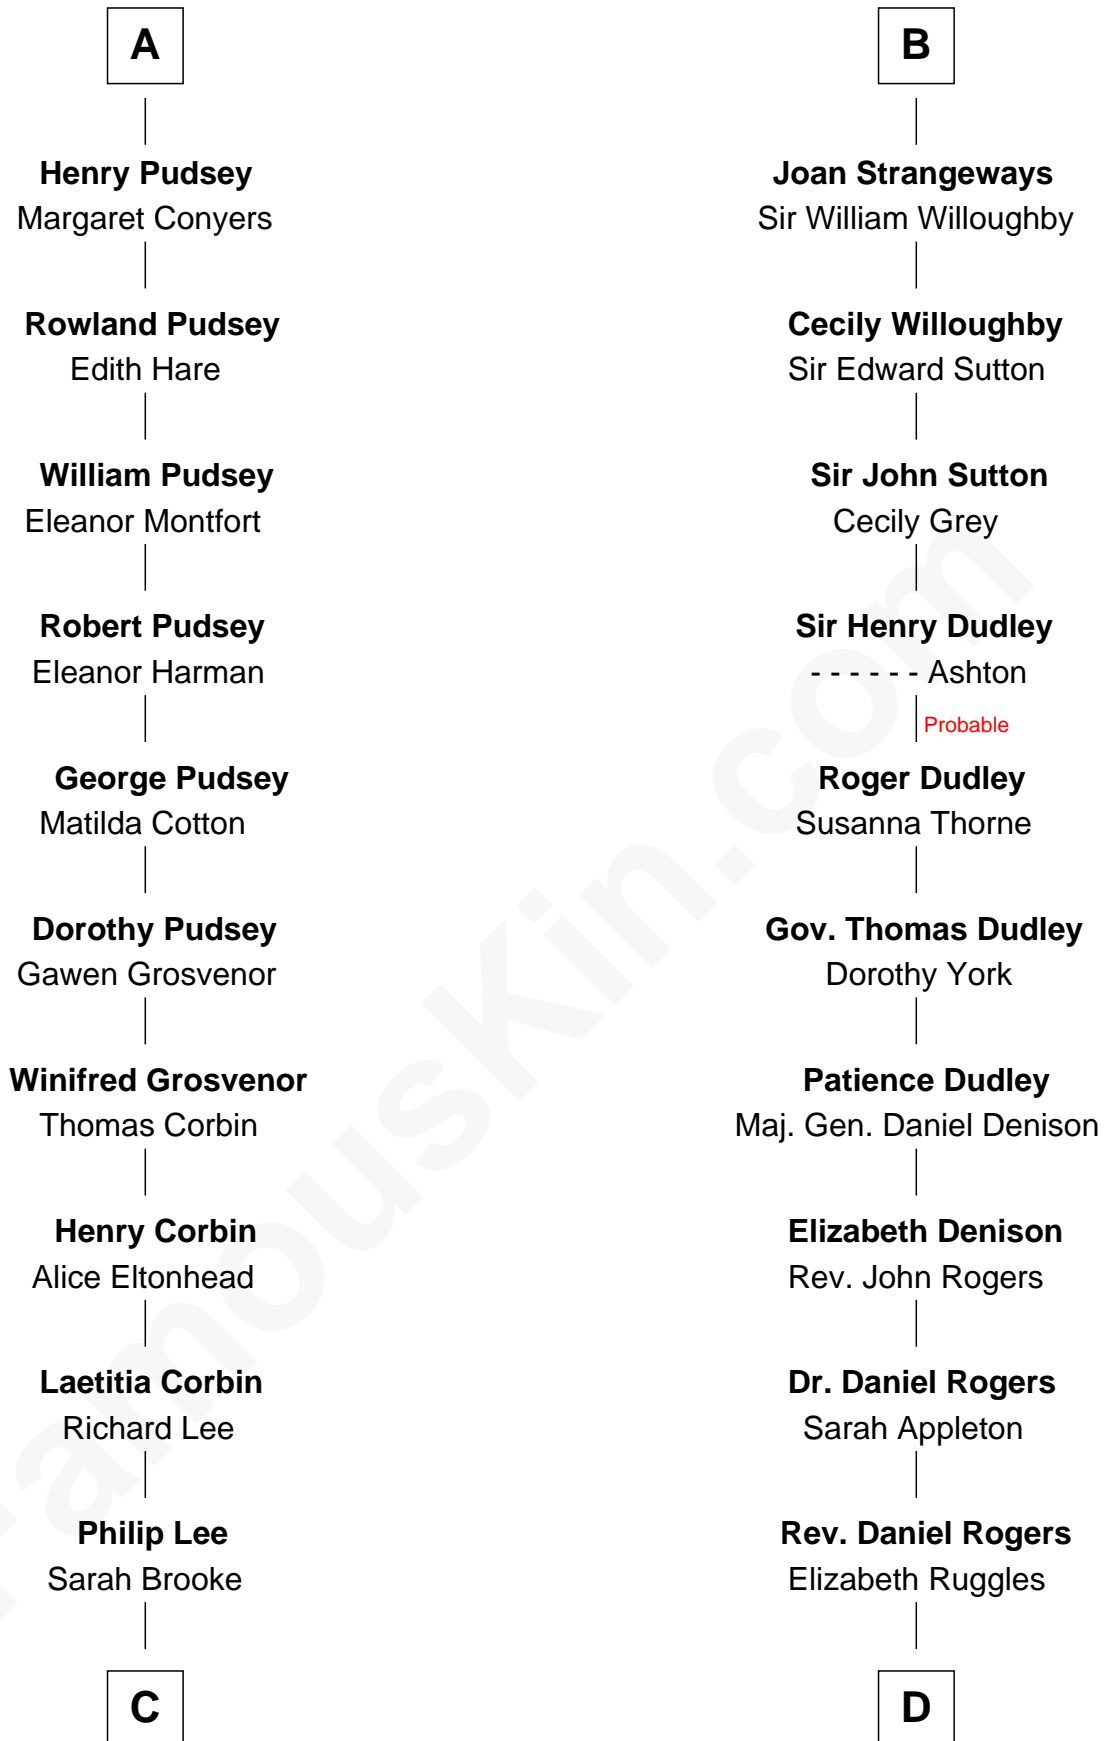 A
Henry Pudsey
Margaret Conyers
Rowland Pudsey
Edith Hare
William Pudsey
Eleanor Montfort
Robert Pudsey
Eleanor Harman
George Pudsey
Matilda Cotton
Dorothy Pudsey
Gawen Grosvenor
Winifred Grosvenor
Thomas Corbin
Henry Corbin
Alice Eltonhead
Laetitia Corbin
Richard Lee
Philip Lee
Sarah Brooke
C
B
Joan Strangeways
Sir William Willoughby
Cecily Willoughby
Sir Edward Sutton
Sir John Sutton
Cecily Grey
Sir Henry Dudley
- - - - - - Ashton
Probable
Roger Dudley
Susanna Thorne
Gov. Thomas Dudley
Dorothy York
Patience Dudley
Maj. Gen. Daniel Denison
Elizabeth Denison
Rev. John Rogers
Dr. Daniel Rogers
Sarah Appleton
Rev. Daniel Rogers
Elizabeth Ruggles
D
FamousKin.com